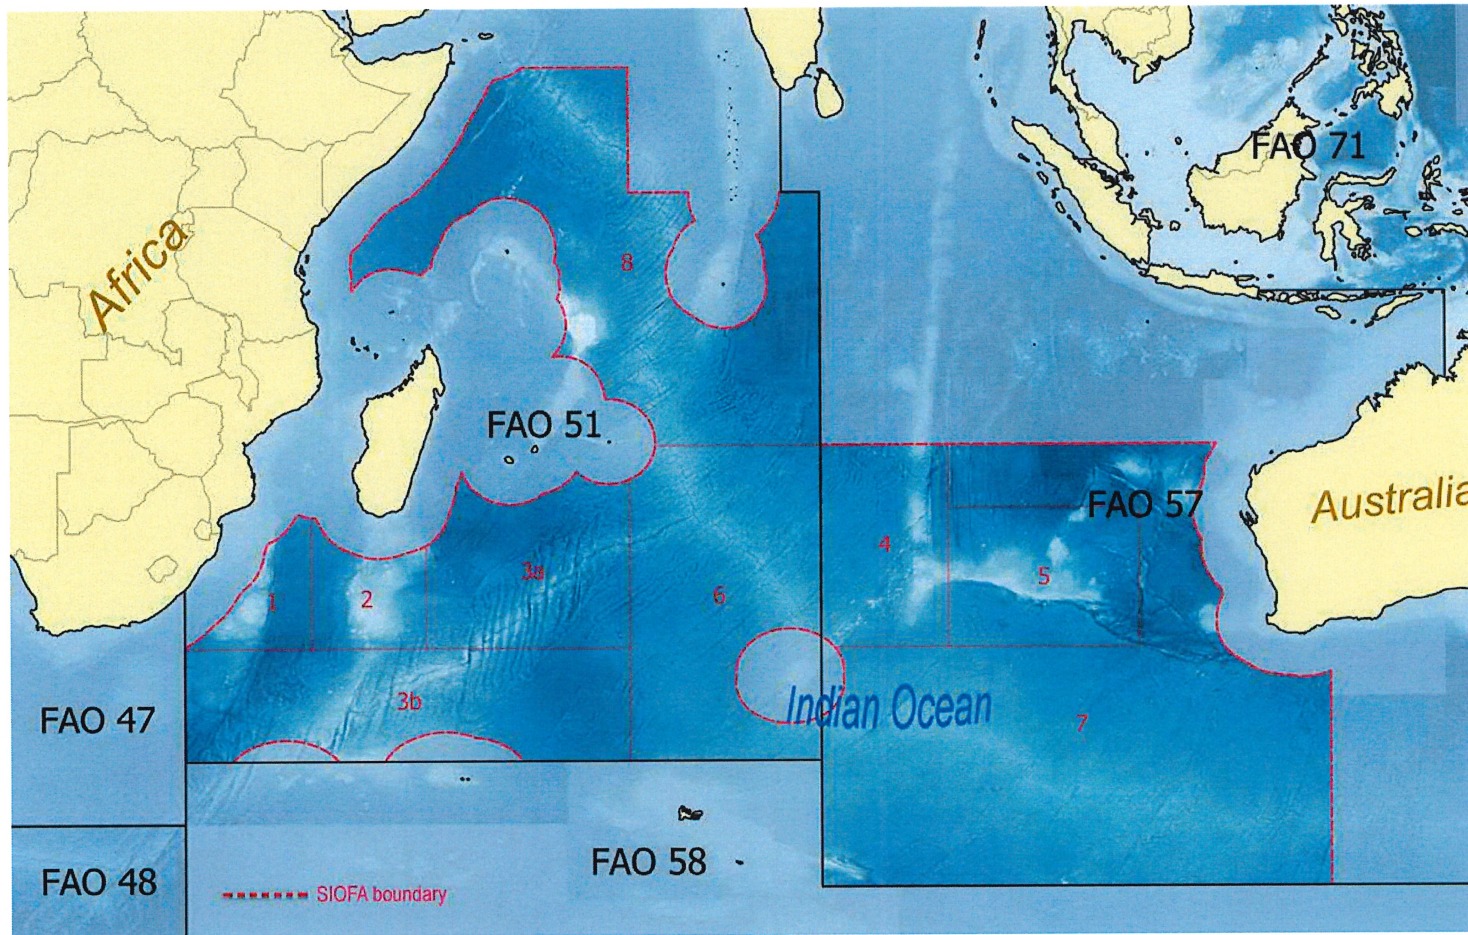 FAO 71
Africa
8
FAO 51
FAO 57
Australia
4
5
3a
1
2
6
3b
Indian Ocean
FAO 47
7
FAO 58
FAO 48
SIOFA boundary